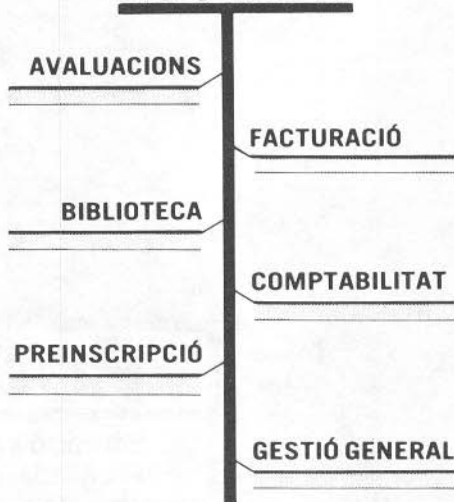 AVALUACIONS
FACTURACIÓ
BIBLIOTECA
COMPTABILITAT
PREINSCRIPCIÓ
GESTIÓ GENERAL